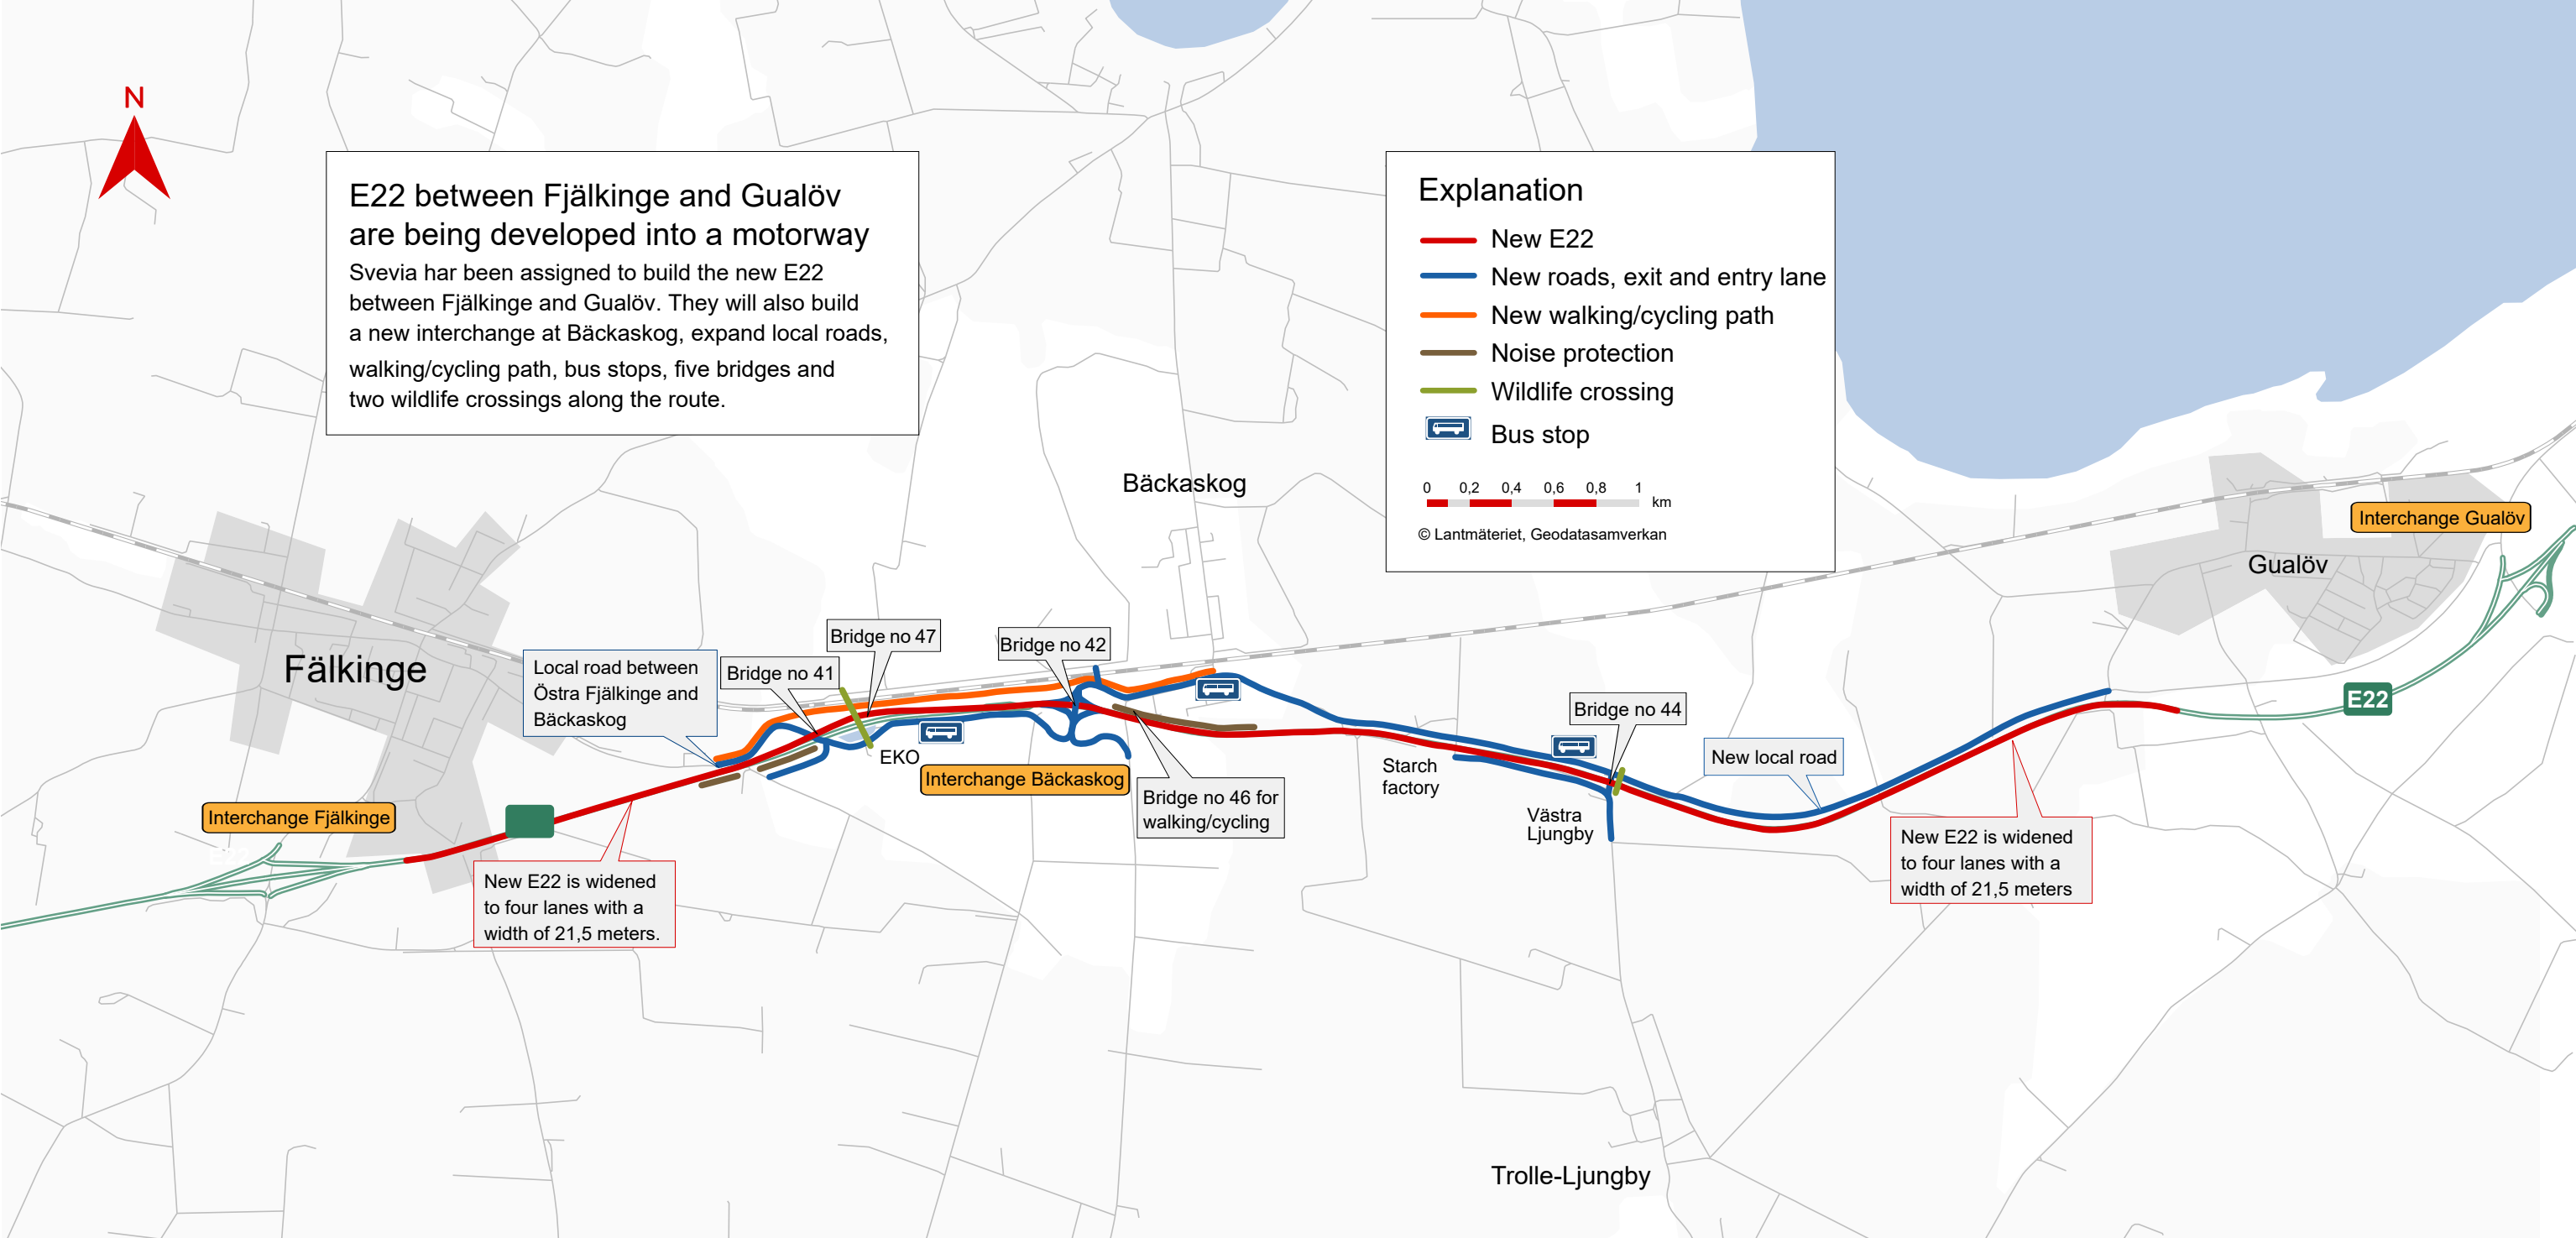 N
E22 between Fjälkinge and Gualöv
are being developed into a motorway
Svevia har been assigned to build the new E22
between Fjälkinge and Gualöv. They will also build
a new interchange at Bäckaskog, expand local roads,
walking/cycling path, bus stops, five bridges and
two wildlife crossings along the route.
Explanation
New E22
New roads, exit and entry lane
New walking/cycling path
Noise protection
Wildlife crossing
Bus stop
0 0,2 0,4 0,6 0,8 1
km
© Lantmäteriet, Geodatasamverkan
Bäckaskog
Interchange Gualöv
Gualöv
Fälkinge
Local road between
Östra Fjälkinge and
Bäckaskog
Bridge no 41
Bridge no 47
Bridge no 42
Bridge no 44
E22
EKO
Interchange Bäckaskog
Bridge no 46 for
walking/cycling
Starch
factory
Västra
Ljungby
New local road
Interchange Fjälkinge
E22
New E22 is widened
to four lanes with a
width of 21,5 meters.
New E22 is widened
to four lanes with a
width of 21,5 meters
Trolle-Ljungby